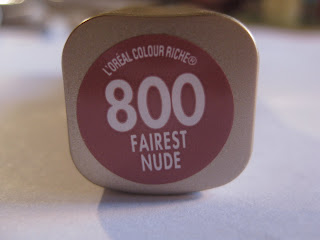 L'ORÉAL COLOUR RICHE®
800
FAIREST
NUDE